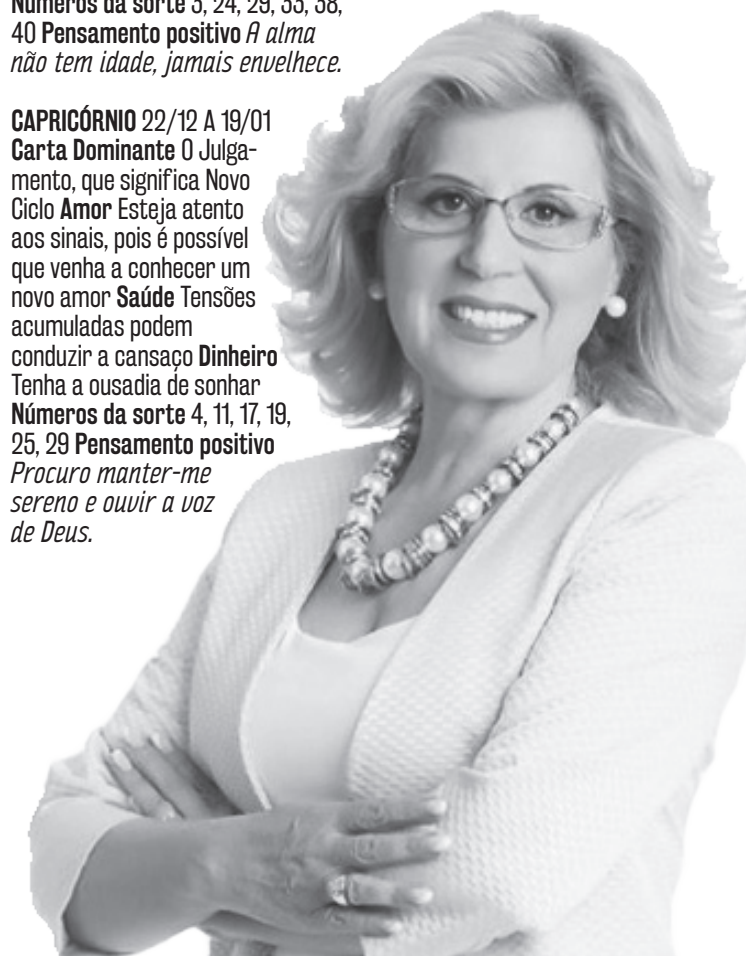 Números da sorte 3, 24, 29, 33, 38,
40 Pensamento positivo A alma
não tem idade, jamais envelhece.
CAPRICÓRNIO 22/12 A 19/01
Carta Dominante O Julga-
mento, que significa Novo
Ciclo Amor Esteja atento
aos sinais, pois é possível
que venha a conhecer um
novo amor Saúde Tensões
acumuladas podem
conduzir a cansaço Dinheiro
Tenha a ousadia de sonhar
Números da sorte 4, 11, 17, 19,
25, 29 Pensamento positivo
Procuro manter-me
sereno e ouvir a voz
de Deus.